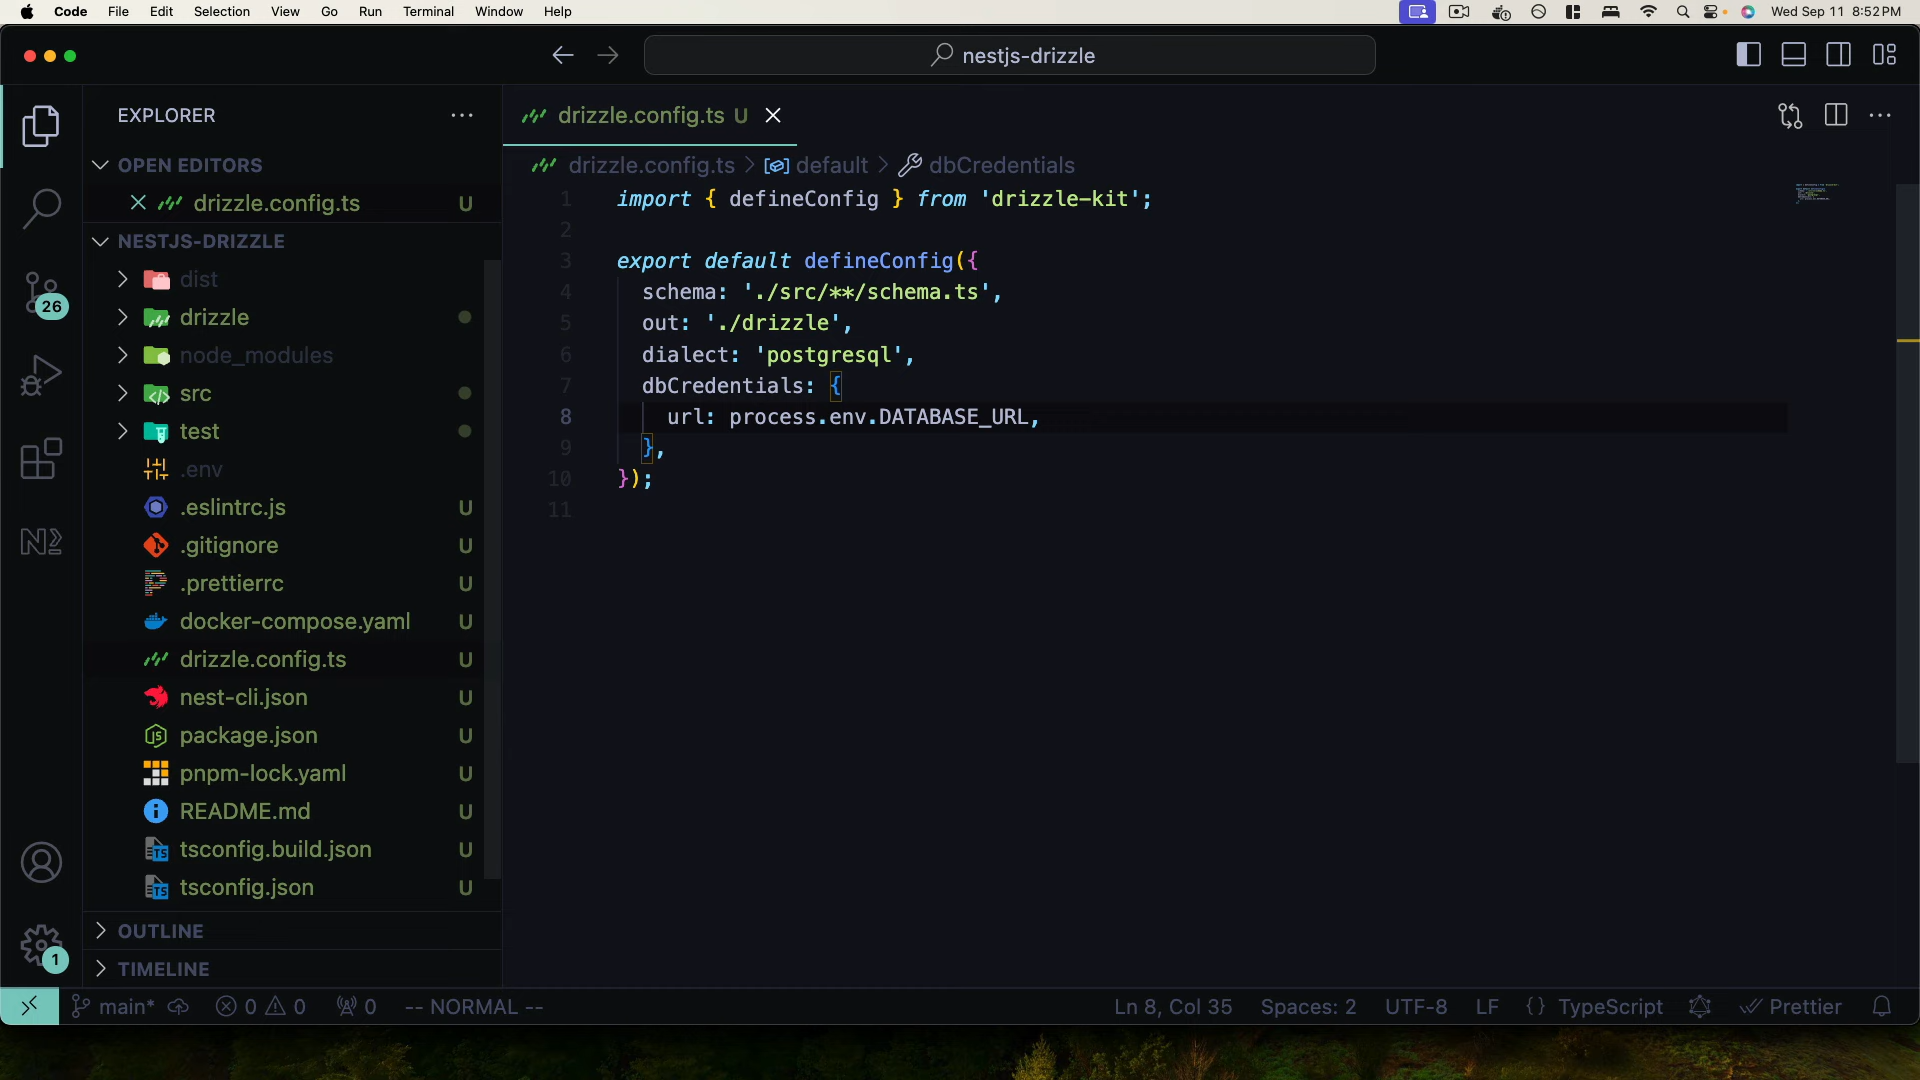 Code File Edit Selection View Go Run Terminal Window Help Wed Sep 11 8:52 PM
nestjs-drizzle
EXPLORER
OPEN EDITORS
drizzle.config.ts U
NESTJS-DRIZZLE
dist
drizzle
node_modules
src
test
.env
.eslintrc.js U
.gitignore U
.prettierrc U
docker-compose.yaml U
drizzle.config.ts U
nest-cli.json U
package.json U
pnpm-lock.yaml U
README.md U
tsconfig.build.json U
tsconfig.json U
OUTLINE
TIMELINE
26
1
drizzle.config.ts U
drizzle.config.ts > default > dbCredentials
1 import { defineConfig } from 'drizzle-kit';
2
3 export default defineConfig({
4 schema: './src/**/schema.ts',
5 out: './drizzle',
6 dialect: 'postgresql',
7 dbCredentials: {
8 url: process.env.DATABASE_URL,
9 },
10 });
11
main* 0 0 0 -- NORMAL -- Ln 8, Col 35 Spaces: 2 UTF-8 LF {} TypeScript Prettier